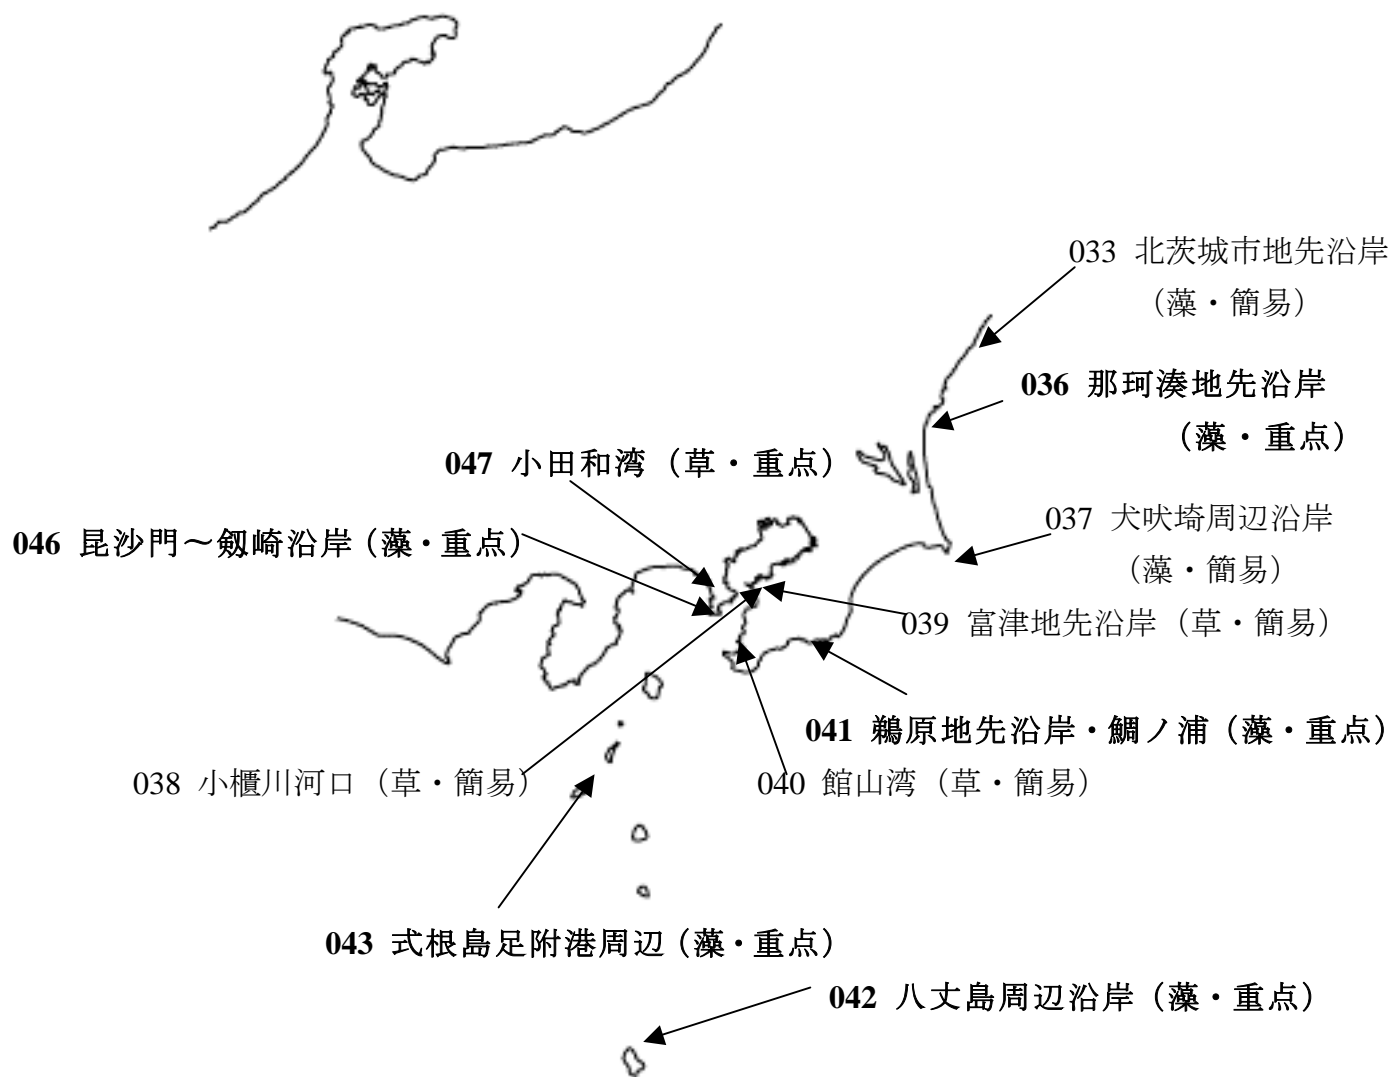 033 北茨城市地先沿岸
（藻・簡易）
036 那珂湊地先沿岸
（藻・重点）
047 小田和湾（草・重点）
037 犬吠埼周辺沿岸
（藻・簡易）
046 昆沙門～剱崎沿岸（藻・重点）
039 富津地先沿岸（草・簡易）
041 鵜原地先沿岸・鯛ノ浦（藻・重点）
038 小櫃川河口（草・簡易）
040 館山湾（草・簡易）
043 式根島足附港周辺（藻・重点）
042 八丈島周辺沿岸（藻・重点）